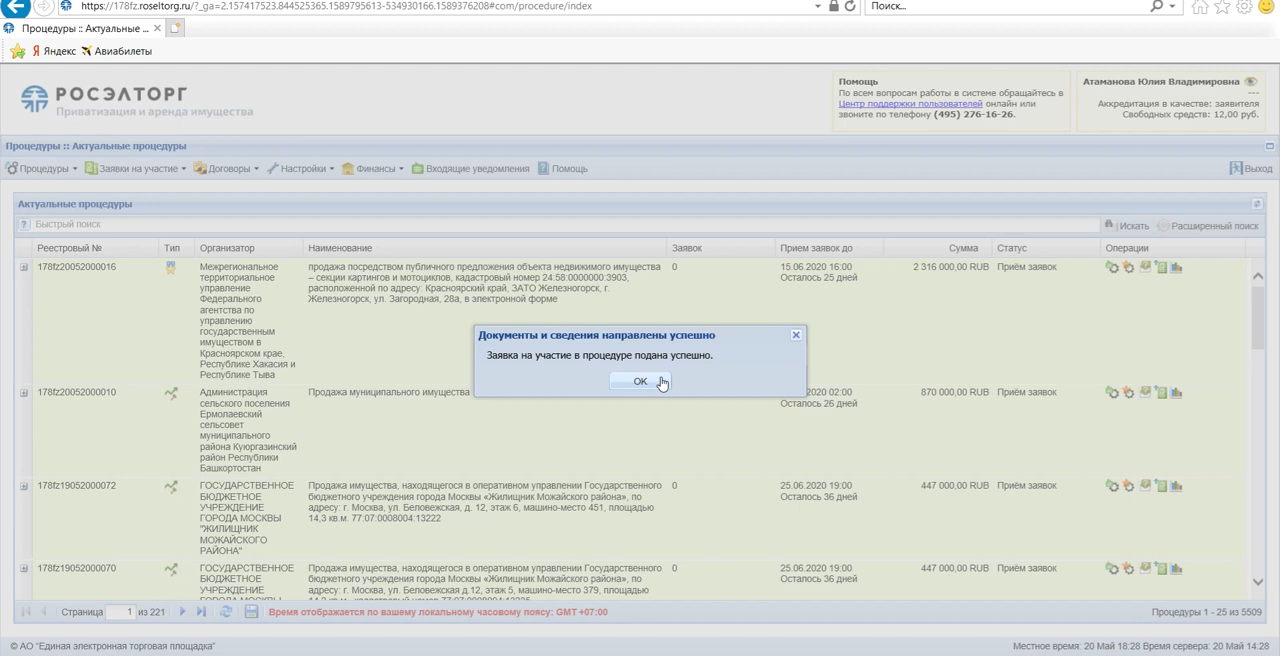 https://178fz.roseltorg.ru/?_ga=2.157417523.844525365.1589795613-534930166.1589376208#com/procedure/index
Поиск...
Процедуры :: Актуальные ...
Яндекс Авиабилеты
РОСЭЛТОРГ
Приватизация и аренда имущества
Помощь
По всем вопросам работы в системе обращайтесь в
Центр поддержки пользователей онлайн или
звоните по телефону (495) 276-16-26.
Атаманова Юлия Владимировна
---
Аккредитация в качестве: заявителя
Свободных средств: 12,00 руб.
Процедуры :: Актуальные процедуры
Процедуры Заявки на участие Договоры Настройки Финансы Входящие уведомления Помощь Выход
Актуальные процедуры
Быстрый поиск Искать Расширенный поиск
Реестровый № Тип Организатор Наименование Заявок Прием заявок до Сумма Статус Операции
178fz20052000016
Межрегиональное
территориальное
управление
Федерального
агентства по
управлению
государственным
имуществом в
Красноярском крае,
Республике Хакасия и
Республике Тыва
продажа посредством публичного предложения объекта недвижимого имущества
– секции картингов и мотоциклов, кадастровый номер 24:58:0000000:3903,
расположенной по адресу: Красноярский край, ЗАТО Железногорск, г.
Железногорск, ул. Загородная, 28а, в электронной форме
0
15.06.2020 16:00
Осталось 25 дней
2 316 000,00 RUB
Приём заявок
Документы и сведения направлены успешно
Заявка на участие в процедуре подана успешно.
OK
178fz20052000010
Администрация
сельского поселения
Ермолаевский
сельсовет
муниципального
района Куюргазинский
район Республики
Башкортостан
Продажа муниципального имущества
2020 02:00
Осталось 26 дней
870 000,00 RUB
Приём заявок
178fz19052000072
ГОСУДАРСТВЕННОЕ
БЮДЖЕТНОЕ
УЧРЕЖДЕНИЕ
ГОРОДА МОСКВЫ
"ЖИЛИЩНИК
МОЖАЙСКОГО
РАЙОНА"
Продажа имущества, находящегося в оперативном управлении Государственного
бюджетного учреждения города Москвы «Жилищник Можайского района», по
адресу: г. Москва, ул. Беловежская, д. 12, этаж 6, машино-место 451, площадью
14,3 кв.м. 77:07:0008004:13222
0
25.06.2020 19:00
Осталось 36 дней
447 000,00 RUB
Приём заявок
178fz19052000070
ГОСУДАРСТВЕННОЕ
БЮДЖЕТНОЕ
УЧРЕЖДЕНИЕ
ГОРОДА МОСКВЫ
Продажа имущества, находящегося в оперативном управлении Государственного
бюджетного учреждения города Москвы «Жилищник Можайского района», по
адресу: г. Москва, ул. Беловежская д.12, этаж 5, машино-место 379, площадью
0
25.06.2020 19:00
Осталось 36 дней
447 000,00 RUB
Приём заявок
Страница 1 из 221 Время отображается по вашему локальному часовому поясу: GMT +07:00 Процедуры 1 - 25 из 5509
© АО "Единая электронная торговая площадка" Местное время: 20 Май 18:28 Время сервера: 20 Май 14:28